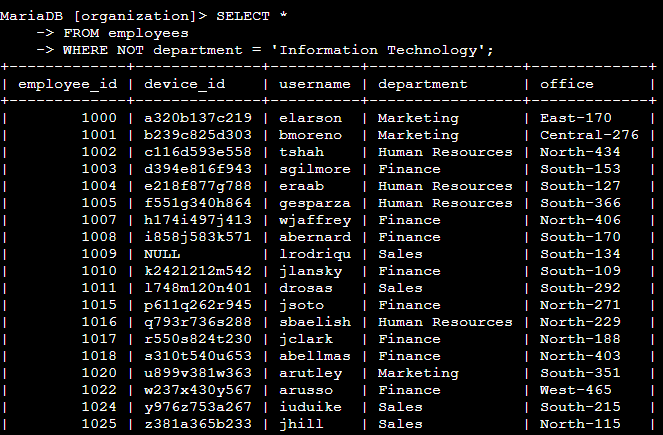 MariaDB [organization]> SELECT *
    -> FROM employees
    -> WHERE NOT department = 'Information Technology';
+-------------+--------------+----------+-----------------+-------------+
| employee_id | device_id    | username | department      | office      |
+-------------+--------------+----------+-----------------+-------------+
|        1000 | a320b137c219 | elarson  | Marketing       | East-170    |
|        1001 | b239c825d303 | bmoreno  | Marketing       | Central-276 |
|        1002 | c116d593e558 | tshah    | Human Resources | North-434   |
|        1003 | d394e816f943 | sgilmore | Finance         | South-153   |
|        1004 | e218f877g788 | eraab    | Human Resources | South-127   |
|        1005 | f551g340h864 | gesparza | Human Resources | South-366   |
|        1007 | h174i497j413 | wjaffrey | Finance         | North-406   |
|        1008 | i858j583k571 | abernard | Finance         | South-170   |
|        1009 | NULL         | lrodriqu | Sales           | South-134   |
|        1010 | k242l212m542 | jlansky  | Finance         | South-109   |
|        1011 | l748m120n401 | drosas   | Sales           | South-292   |
|        1015 | p611q262r945 | jsoto    | Finance         | North-271   |
|        1016 | q793r736s288 | sbaelish | Human Resources | North-229   |
|        1017 | r550s824t230 | jclark   | Finance         | North-188   |
|        1018 | s310t540u653 | abellmas | Finance         | North-403   |
|        1020 | u899v381w363 | arutley  | Marketing       | South-351   |
|        1022 | w237x430y567 | arusso   | Finance         | West-465    |
|        1024 | y976z753a267 | iuduike  | Sales           | South-215   |
|        1025 | z381a365b233 | jhill    | Sales           | North-115   |